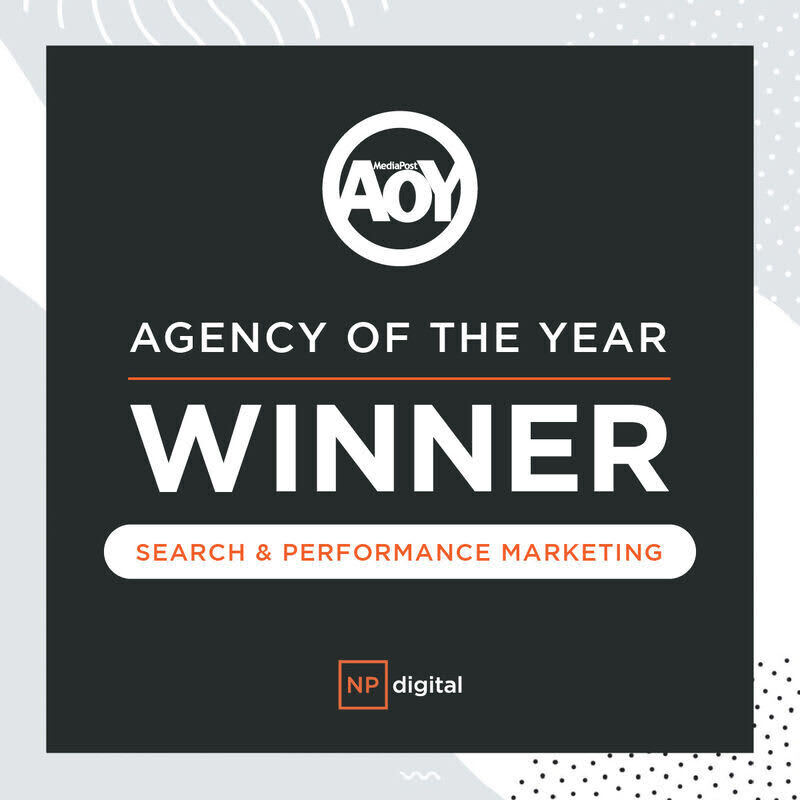 MediaPost
AoY
AGENCY OF THE YEAR
WINNER
SEARCH & PERFORMANCE MARKETING
NP digital